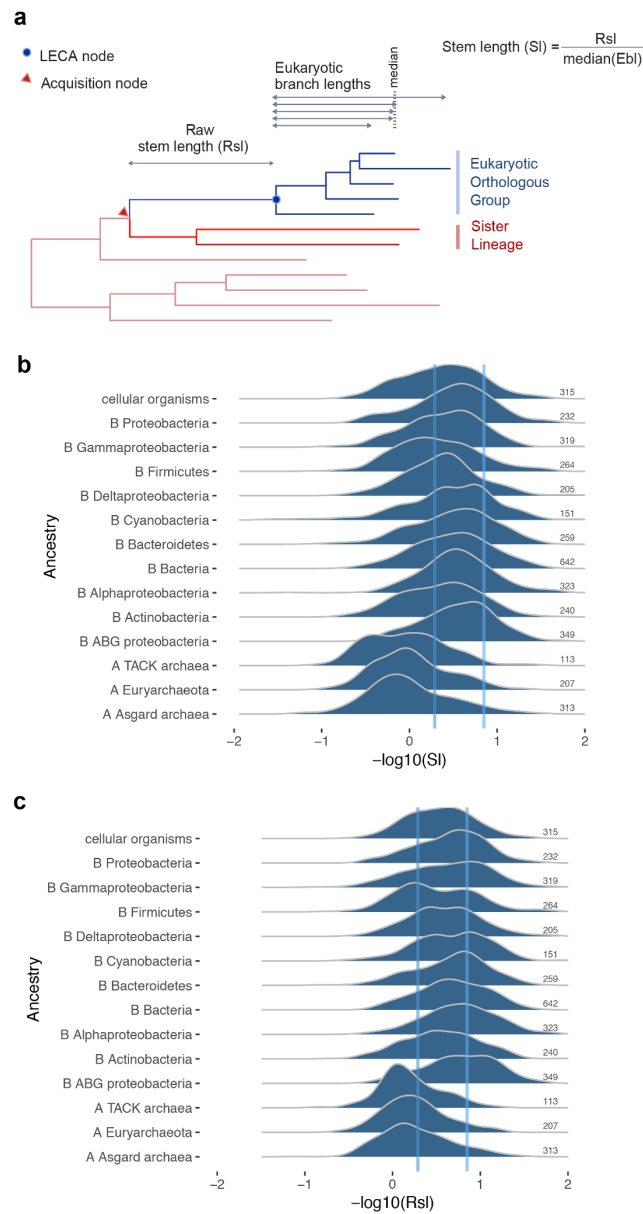 a
LECA node
Acquisition node
Eukaryotic
branch lengths
median
Stem length (Sl) = Rsl
median(Ebl)
Raw
stem length (Rsl)
Eukaryotic
Orthologous
Group
Sister
Lineage
b
Ancestry
cellular organisms 315
B Proteobacteria 232
B Gammaproteobacteria 319
B Firmicutes 264
B Deltaproteobacteria 205
B Cyanobacteria 151
B Bacteroidetes 259
B Bacteria 642
B Alphaproteobacteria 323
B Actinobacteria 240
B ABG proteobacteria 349
A TACK archaea 113
A Euryarchaeota 207
A Asgard archaea 313
−2 −1 0 1 2
−log10(Sl)
c
Ancestry
cellular organisms 315
B Proteobacteria 232
B Gammaproteobacteria 319
B Firmicutes 264
B Deltaproteobacteria 205
B Cyanobacteria 151
B Bacteroidetes 259
B Bacteria 642
B Alphaproteobacteria 323
B Actinobacteria 240
B ABG proteobacteria 349
A TACK archaea 113
A Euryarchaeota 207
A Asgard archaea 313
−2 −1 0 1 2
−log10(Rsl)